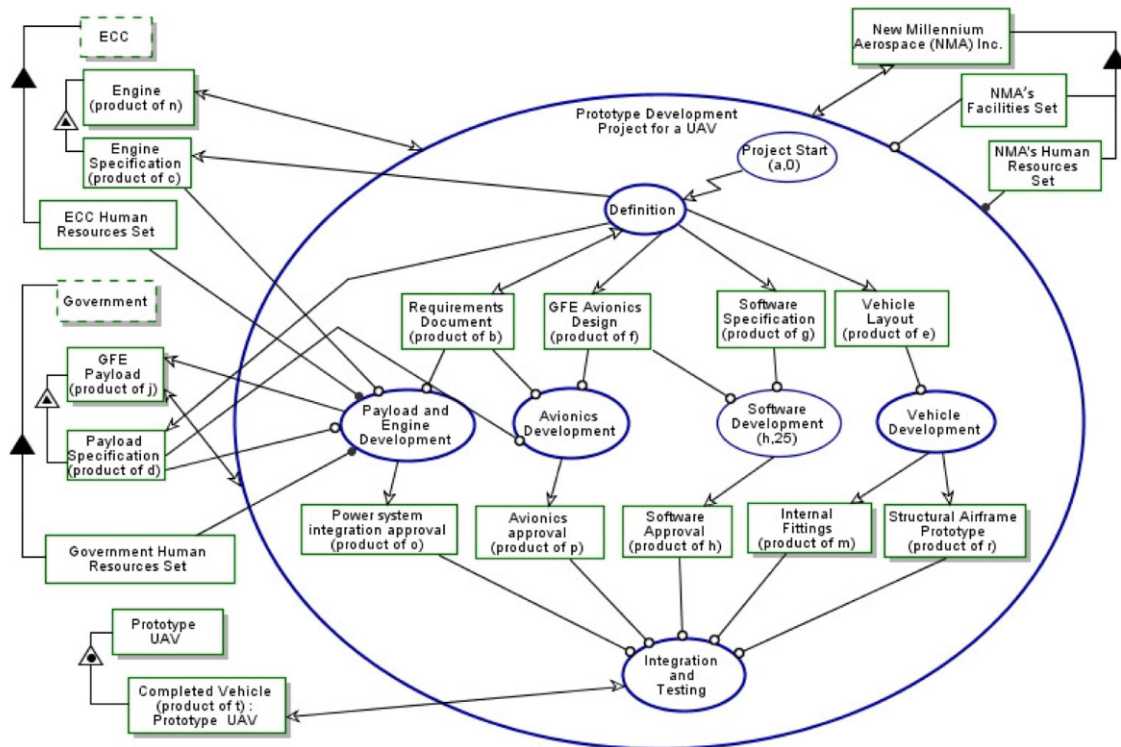 ECC
New Millennium
Aerospace (NMA) Inc.
Engine
(product of n)
NMA's
Facilities Set
Prototype Development
Project for a UAV
Engine
Specification
(product of c)
Project Start
(a,0)
NMA's Human
Resources Set
ECC Human
Resources Set
Definition
Government
Requirements
Document
(product of b)
GFE Avionics
Design
(product of f)
Software
Specification
(product of g)
Vehicle
Layout
(product of e)
GFE
Payload
(product of j)
Payload and
Engine
Development
Avionics
Development
Software
Development
(h,25)
Vehicle
Development
Payload
Specification
(product of d)
Power system
integration approval
(product of o)
Avionics
approval
(product of p)
Software
Approval
(product of h)
Internal
Fittings
(product of m)
Structural Airframe
Prototype
(product of r)
Government Human
Resources Set
Prototype
UAV
Integration
and
Testing
Completed Vehicle
(product of t) :
Prototype UAV